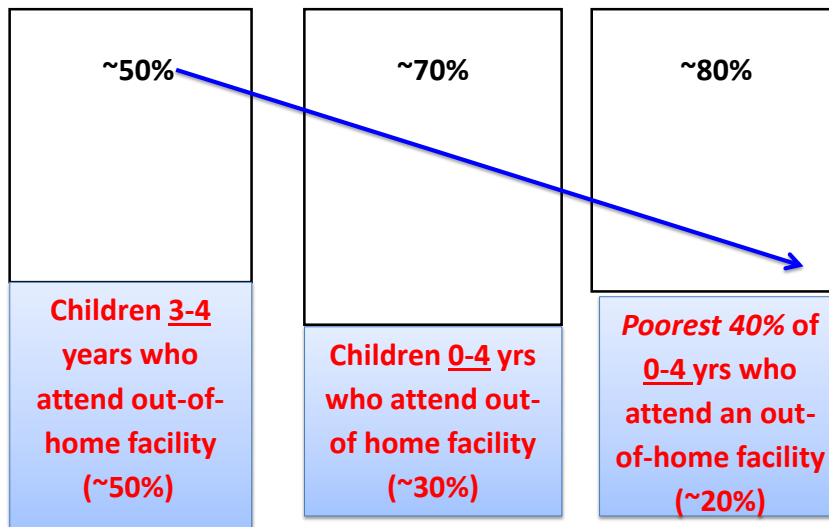 ~50%
~70%
~80%
Children 3-4
years who
attend out-of-
home facility
(~50%)
Children 0-4 yrs
who attend out-
of home facility
(~30%)
Poorest 40% of
0-4 yrs who
attend an out-
of-home facility
(~20%)